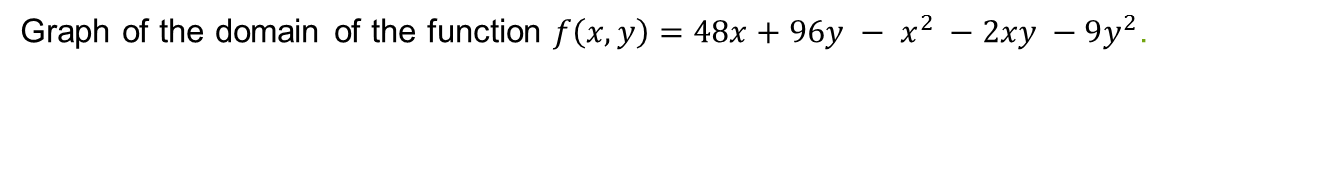 Graph of the domain of the function f(x, y) = 48x + 96y − x² − 2xy − 9y².